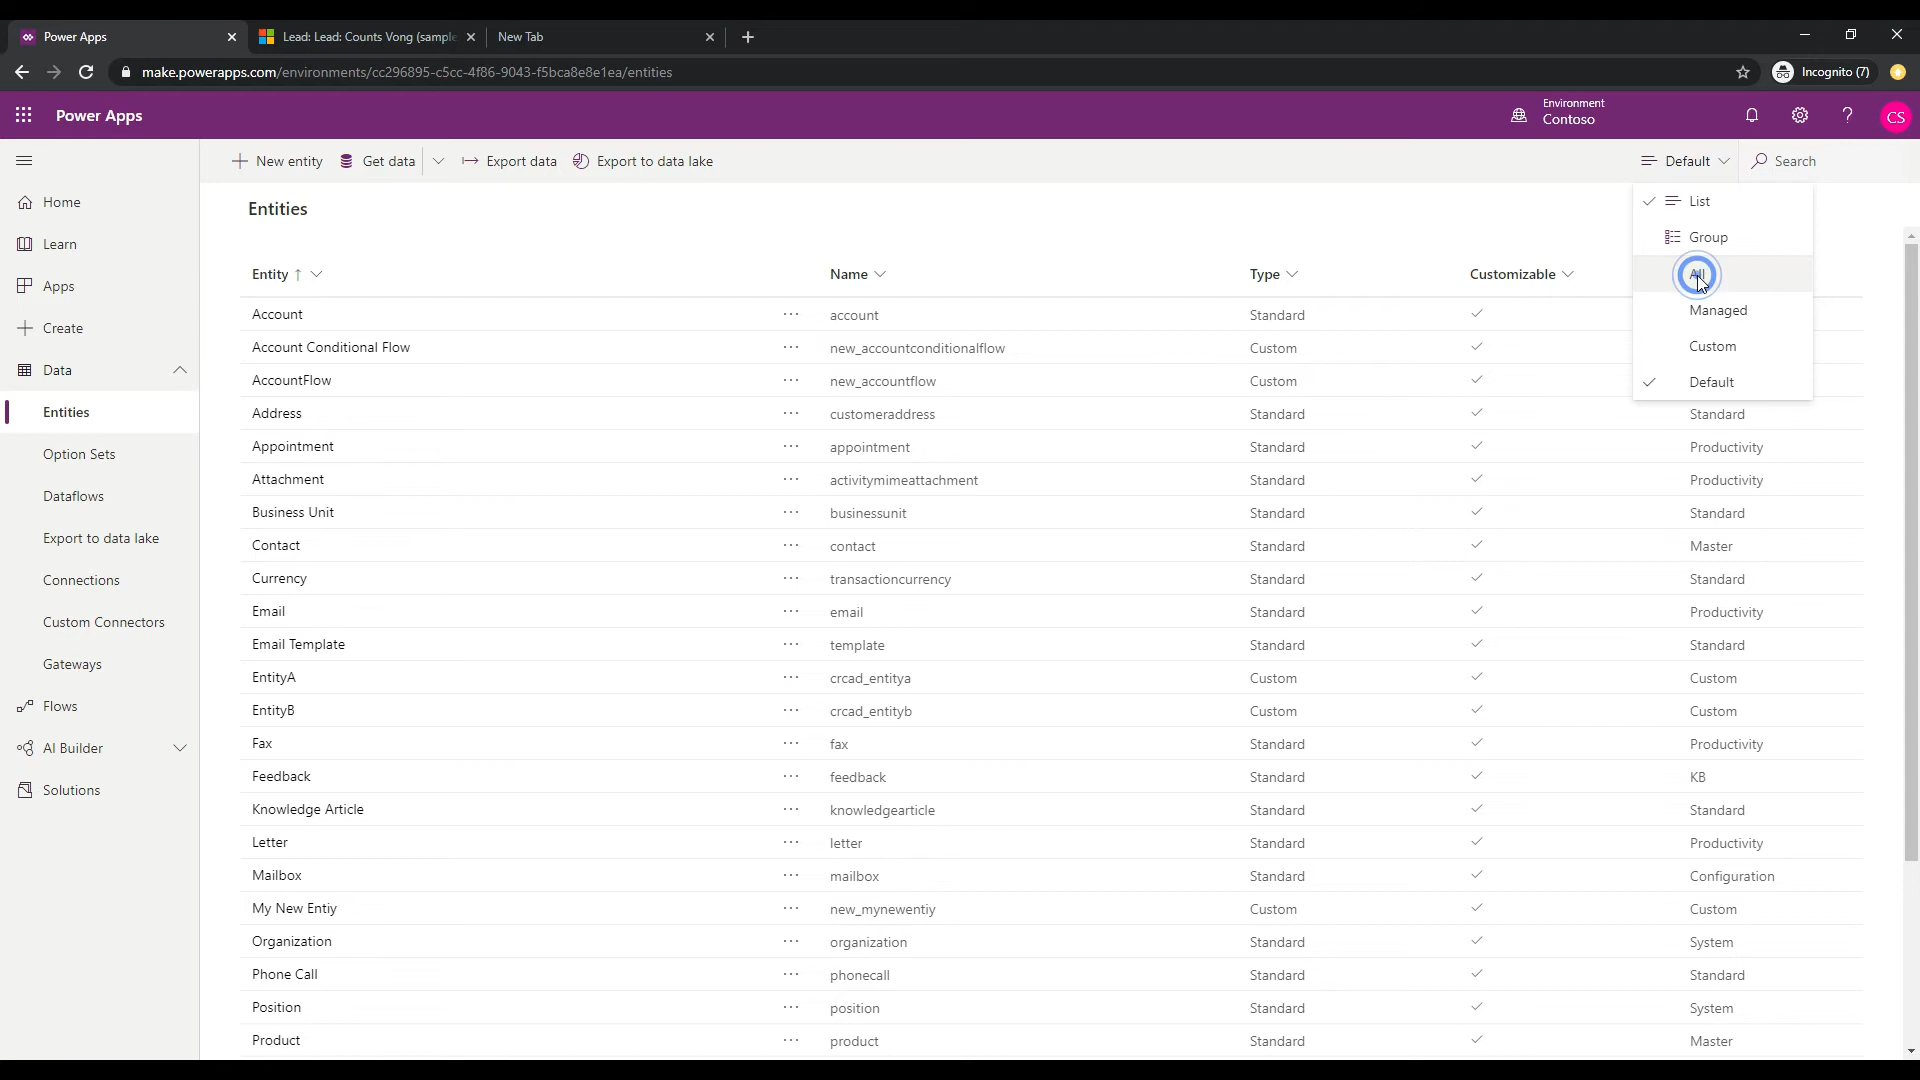 Power Apps
Lead: Lead: Counts Vong (sample
New Tab
make.powerapps.com/environments/cc296895-c5cc-4f86-9043-f5bca8e8e1ea/entities
Incognito (7)
Power Apps
Environment
Contoso
CS
New entity
Get data
Export data
Export to data lake
Default
Search
Home
Learn
Apps
Create
Data
Entities
Option Sets
Dataflows
Export to data lake
Connections
Custom Connectors
Gateways
Flows
AI Builder
Solutions
List
Group
All
Managed
Custom
Default
Entities
Entity ↑ Name Type Customizable
Account ··· account Standard
Account Conditional Flow ··· new_accountconditionalflow Custom
AccountFlow ··· new_accountflow Custom
Address ··· customeraddress Standard Standard
Appointment ··· appointment Standard Productivity
Attachment ··· activitymimeattachment Standard Productivity
Business Unit ··· businessunit Standard Standard
Contact ··· contact Standard Master
Currency ··· transactioncurrency Standard Standard
Email ··· email Standard Productivity
Email Template ··· template Standard Standard
EntityA ··· crcad_entitya Custom Custom
EntityB ··· crcad_entityb Custom Custom
Fax ··· fax Standard Productivity
Feedback ··· feedback Standard KB
Knowledge Article ··· knowledgearticle Standard Standard
Letter ··· letter Standard Productivity
Mailbox ··· mailbox Standard Configuration
My New Entiy ··· new_mynewentiy Custom Custom
Organization ··· organization Standard System
Phone Call ··· phonecall Standard Standard
Position ··· position Standard System
Product ··· product Standard Master